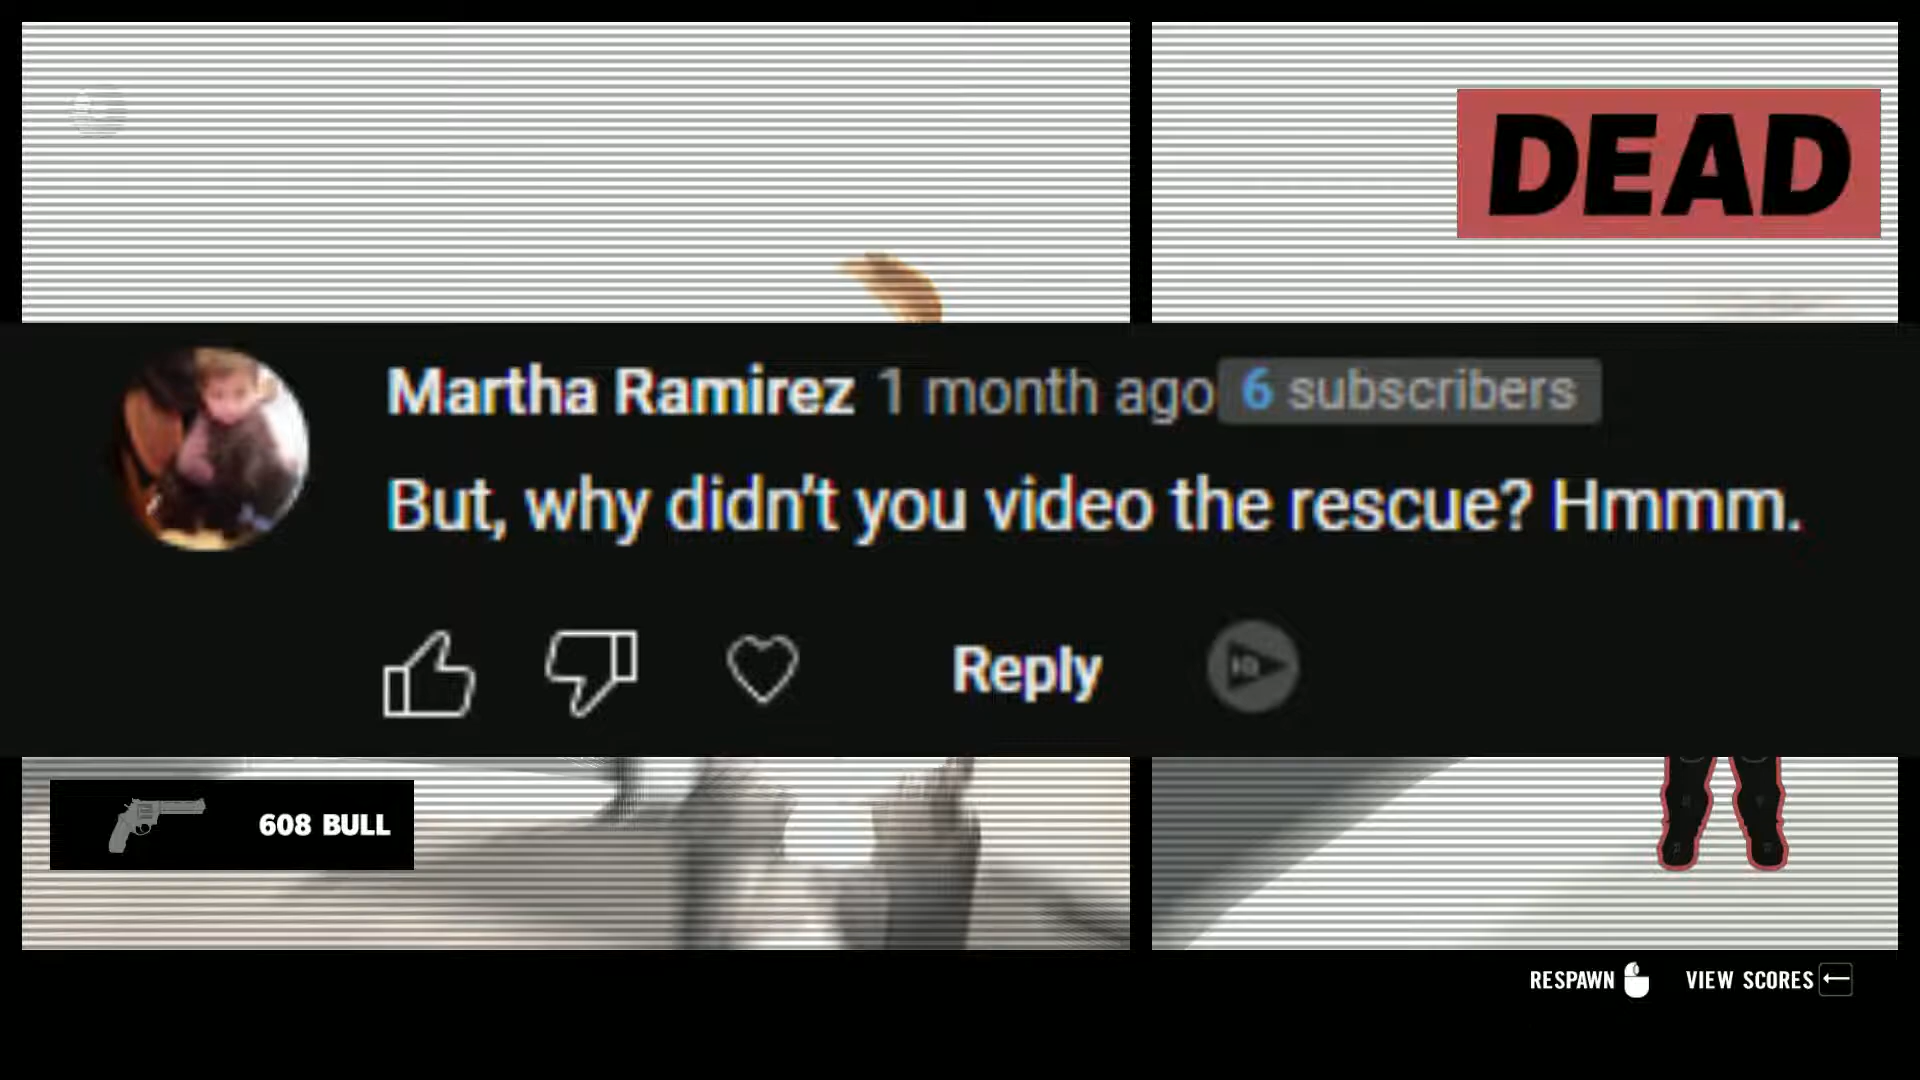 DEAD
Martha Ramirez 1 month ago 6 subscribers
But, why didn't you video the rescue? Hmmm.
Reply
608 BULL
RESPAWN VIEW SCORES